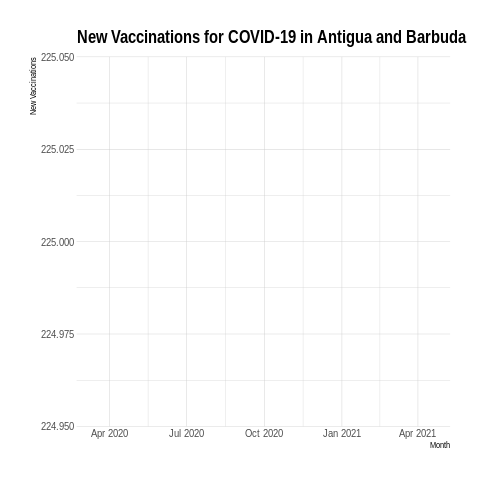 New Vaccinations for COVID-19 in Antigua and Barbuda
New Vaccinations
225.050
225.025
225.000
224.975
224.950
Apr 2020 Jul 2020 Oct 2020 Jan 2021 Apr 2021
Month